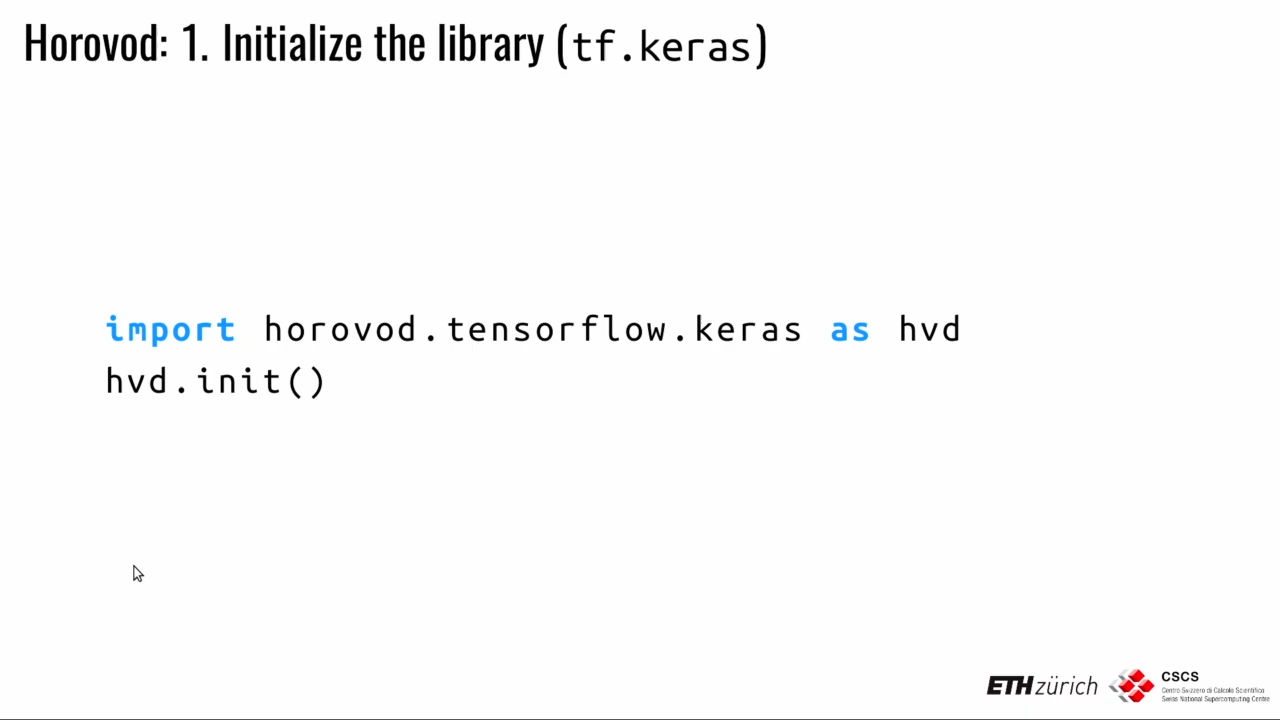 Horovod: 1. Initialize the library (tf.keras)
import horovod.tensorflow.keras as hvd
hvd.init()
ETH zürich
CSCS
Centro Svizzero di Calcolo Scientifico
Swiss National Supercomputing Centre